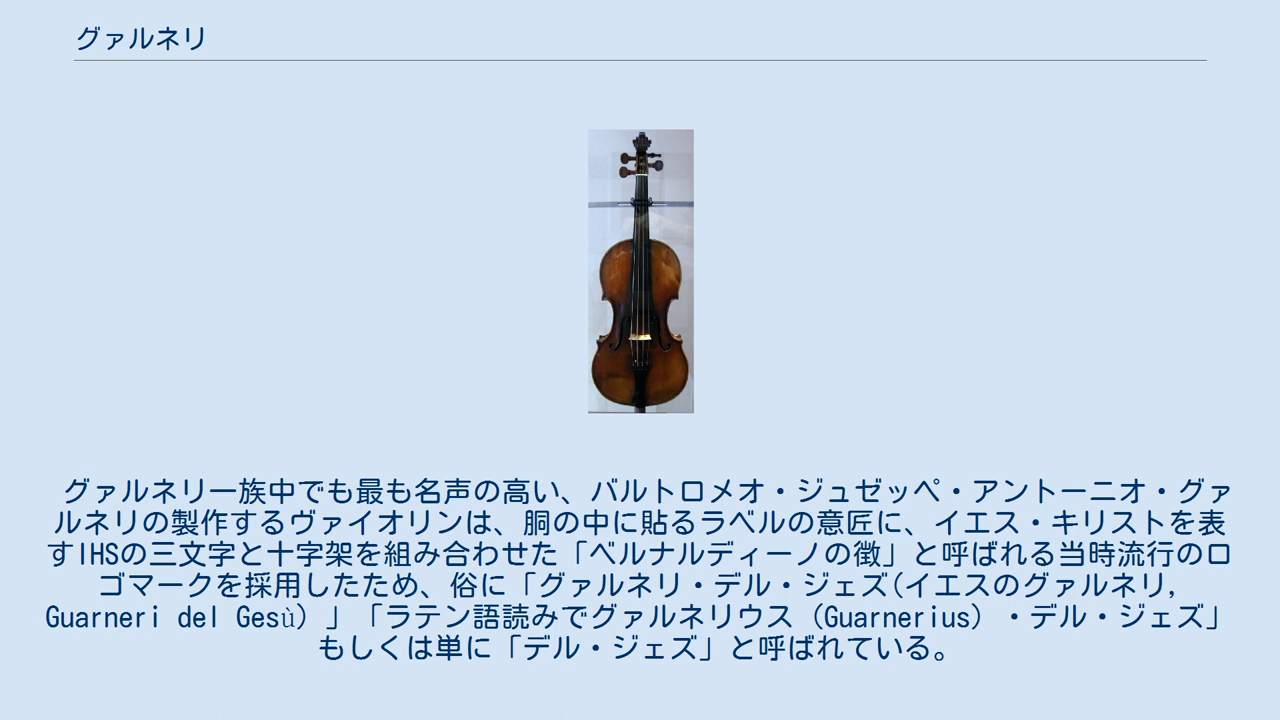 グァルネリ
グァルネリ一族中でも最も名声の高い、バルトロメオ・ジュゼッペ・アントーニオ・グァ
ルネリの製作するヴァイオリンは、胴の中に貼るラベルの意匠に、イエス・キリストを表
すIHSの三文字と十字架を組み合わせた「ベルナルディーノの徴」と呼ばれる当時流行のロ
ゴマークを採用したため、俗に「グァルネリ・デル・ジェズ(イエスのグァルネリ,
Guarneri del Gesù）」「ラテン語読みでグァルネリウス（Guarnerius）・デル・ジェズ」
もしくは単に「デル・ジェズ」と呼ばれている。